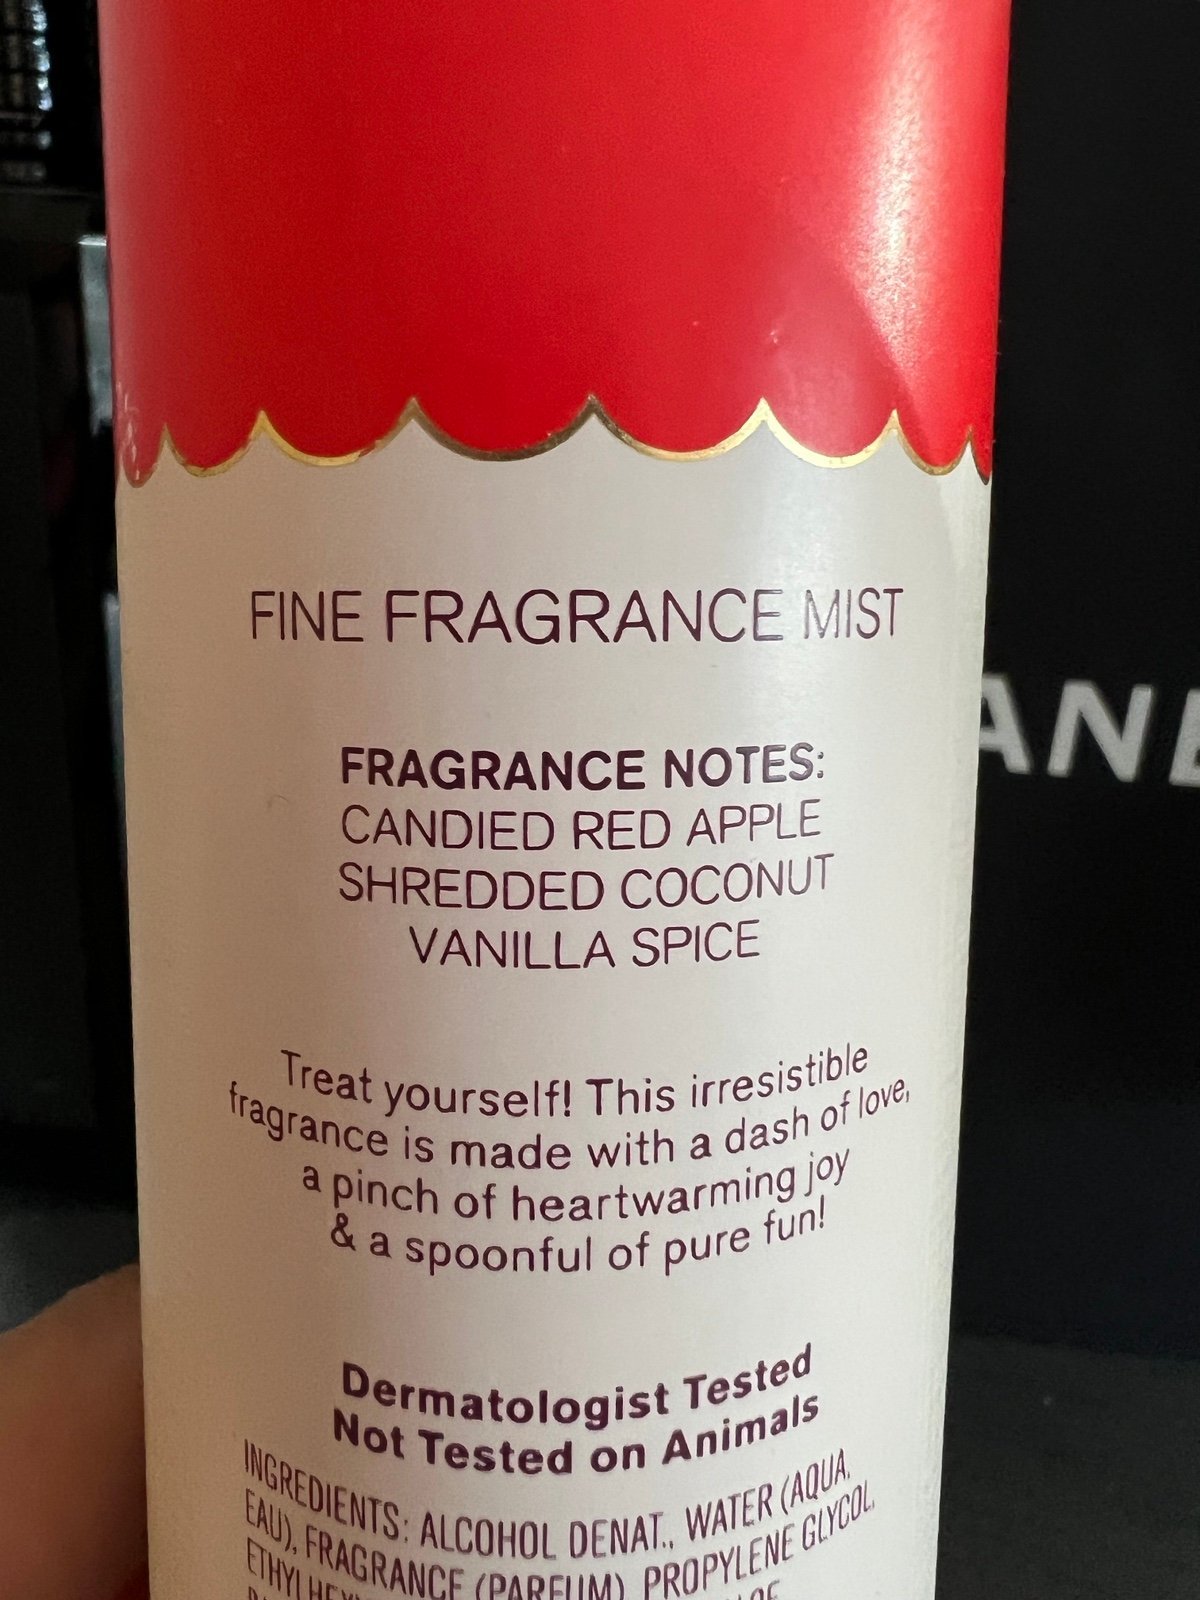 FINE FRAGRANCE MIST
FRAGRANCE NOTES:
CANDIED RED APPLE
SHREDDED COCONUT
VANILLA SPICE
Treat yourself! This irresistible
fragrance is made with a dash of love,
a pinch of heartwarming joy
& a spoonful of pure fun!
Dermatologist Tested
Not Tested on Animals
INGREDIENTS: ALCOHOL DENAT., WATER (AQUA,
EAU), FRAGRANCE (PARFUM), PROPYLENE GLYCOL,